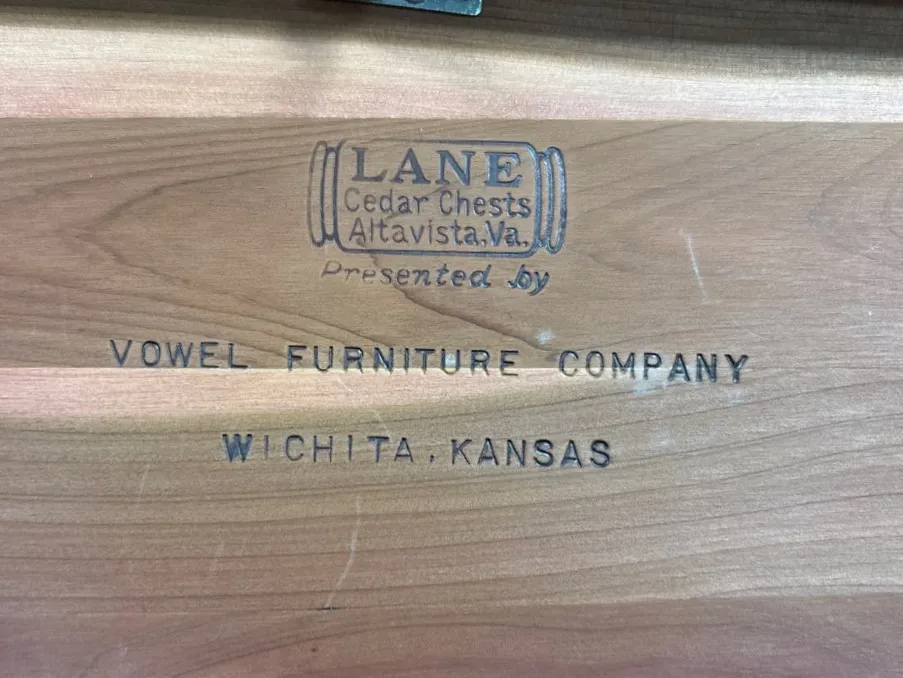 LANE
Cedar Chests
Altavista, Va.
Presented by
VOWEL FURNITURE COMPANY
WICHITA, KANSAS